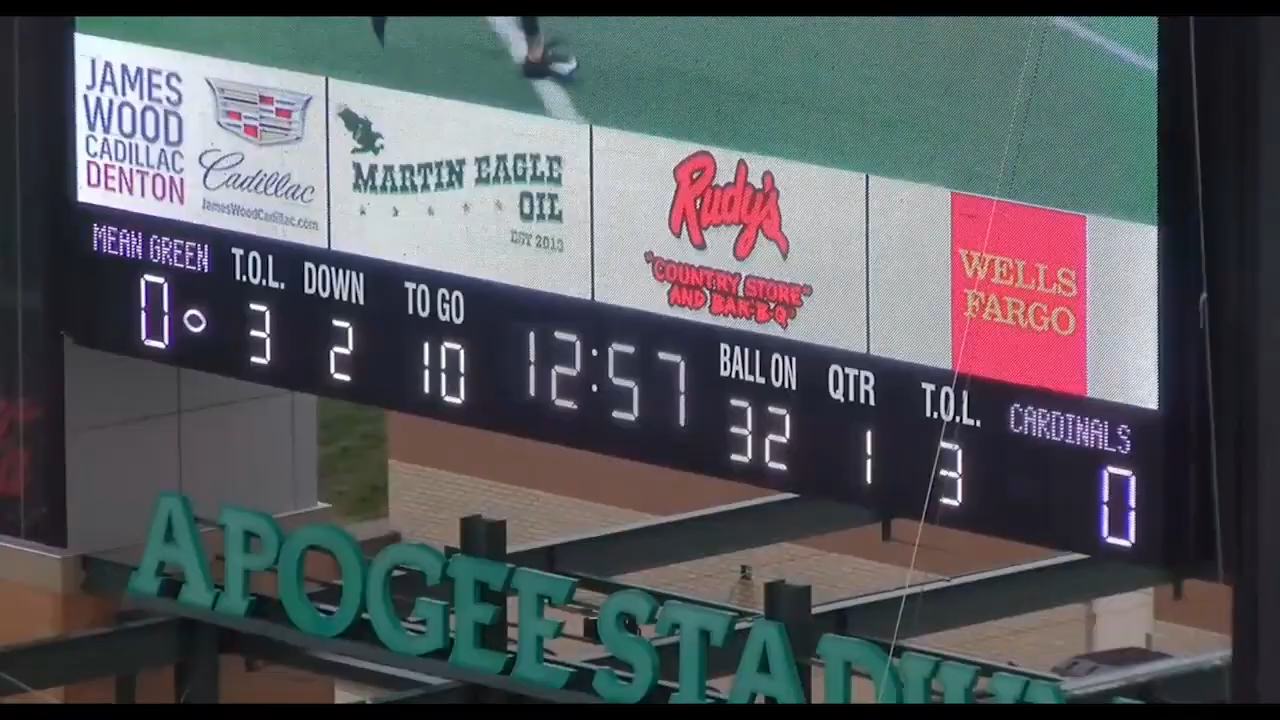 JAMES
WOOD
CADILLAC
DENTON
Cadillac
JamesWoodCadillac.com
MARTIN EAGLE
OIL
EST 2013
Rudy's
"COUNTRY STORE"
AND BAR-B-Q
WELLS
FARGO
MEAN GREEN T.O.L. DOWN TO GO BALL ON QTR T.O.L. CARDINALS
0 3 2 10 12:57 32 1 3 0
APOGEE STADIUM